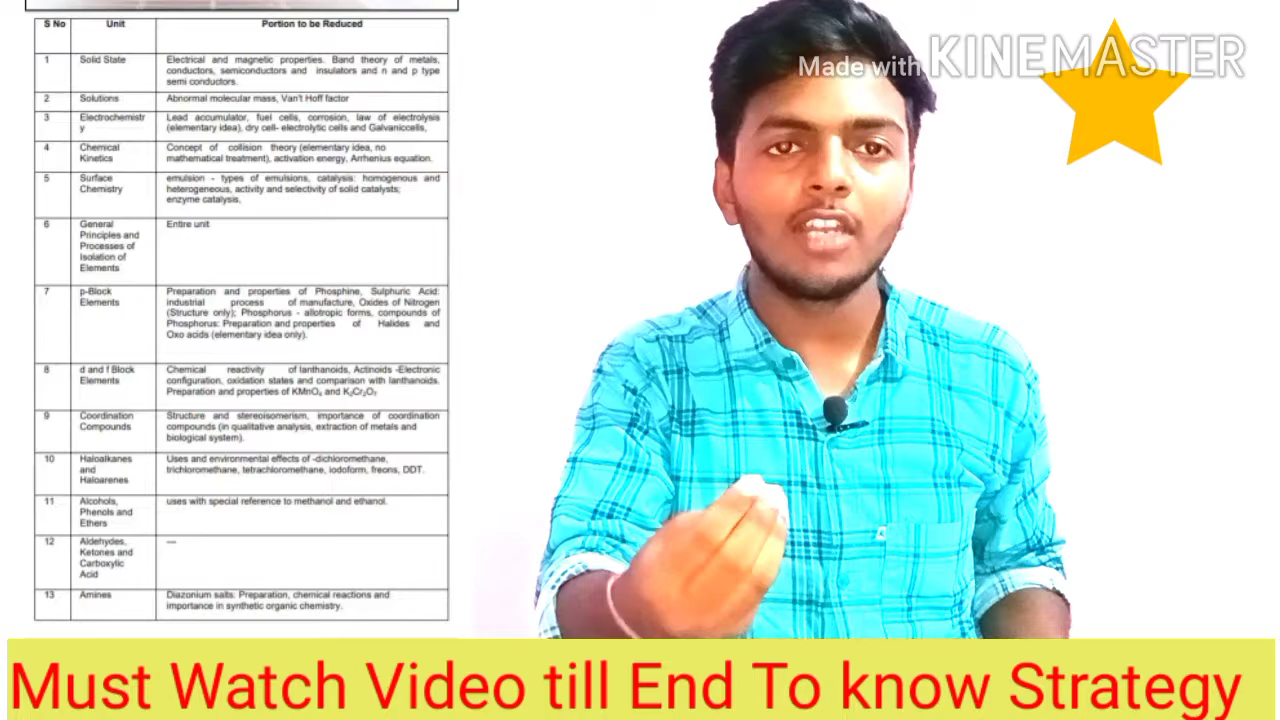 S No Unit Portion to be Reduced
1 Solid State Electrical and magnetic properties. Band theory of metals,
conductors, semiconductors and insulators and n and p type
semi conductors.
2 Solutions Abnormal molecular mass, Van't Hoff factor
3 Electrochemistr Lead accumulator, fuel cells, corrosion, law of electrolysis
y (elementary idea), dry cell- electrolytic cells and Galvaniccells,
4 Chemical Concept of collision theory (elementary idea, no
Kinetics mathematical treatment), activation energy, Arrhenius equation.
5 Surface emulsion - types of emulsions, catalysis: homogenous and
Chemistry heterogeneous, activity and selectivity of solid catalysts;
enzyme catalysis,
6 General Entire unit
Principles and
Processes of
Isolation of
Elements
7 p-Block Preparation and properties of Phosphine, Sulphuric Acid:
Elements industrial process of manufacture, Oxides of Nitrogen
(Structure only); Phosphorus - allotropic forms, compounds of
Phosphorus: Preparation and properties of Halides and
Oxo acids (elementary idea only).
8 d and f Block Chemical reactivity of lanthanoids, Actinoids -Electronic
Elements configuration, oxidation states and comparison with lanthanoids.
Preparation and properties of KMnO₄ and K₂Cr₂O₇
9 Coordination Structure and stereoisomerism, importance of coordination
Compounds compounds (in qualitative analysis, extraction of metals and
biological system).
10 Haloalkanes Uses and environmental effects of -dichloromethane,
and trichloromethane, tetrachloromethane, iodoform, freons, DDT.
Haloarenes
11 Alcohols, uses with special reference to methanol and ethanol.
Phenols and
Ethers
12 Aldehydes, ---
Ketones and
Carboxylic
Acid
13 Amines Diazonium salts: Preparation, chemical reactions and
importance in synthetic organic chemistry.
Made with KINEMASTER
Must Watch Video till End To know Strategy